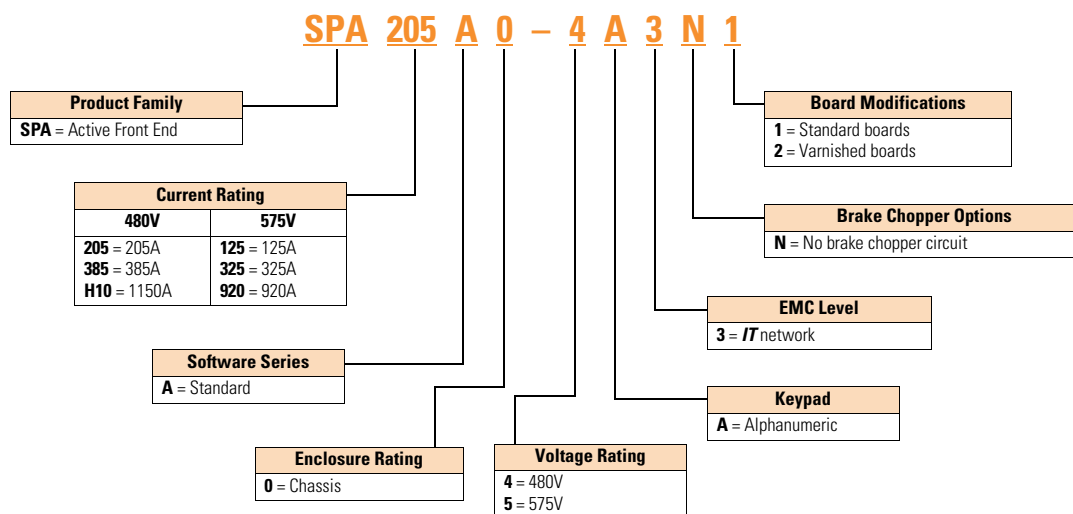 SPA 205 A 0 – 4 A 3 N 1
Product Family
SPA = Active Front End
Board Modifications
1 = Standard boards
2 = Varnished boards
Current Rating
480V 575V
205 = 205A 125 = 125A
385 = 385A 325 = 325A
H10 = 1150A 920 = 920A
Brake Chopper Options
N = No brake chopper circuit
EMC Level
3 = IT network
Software Series
A = Standard
Keypad
A = Alphanumeric
Enclosure Rating
0 = Chassis
Voltage Rating
4 = 480V
5 = 575V